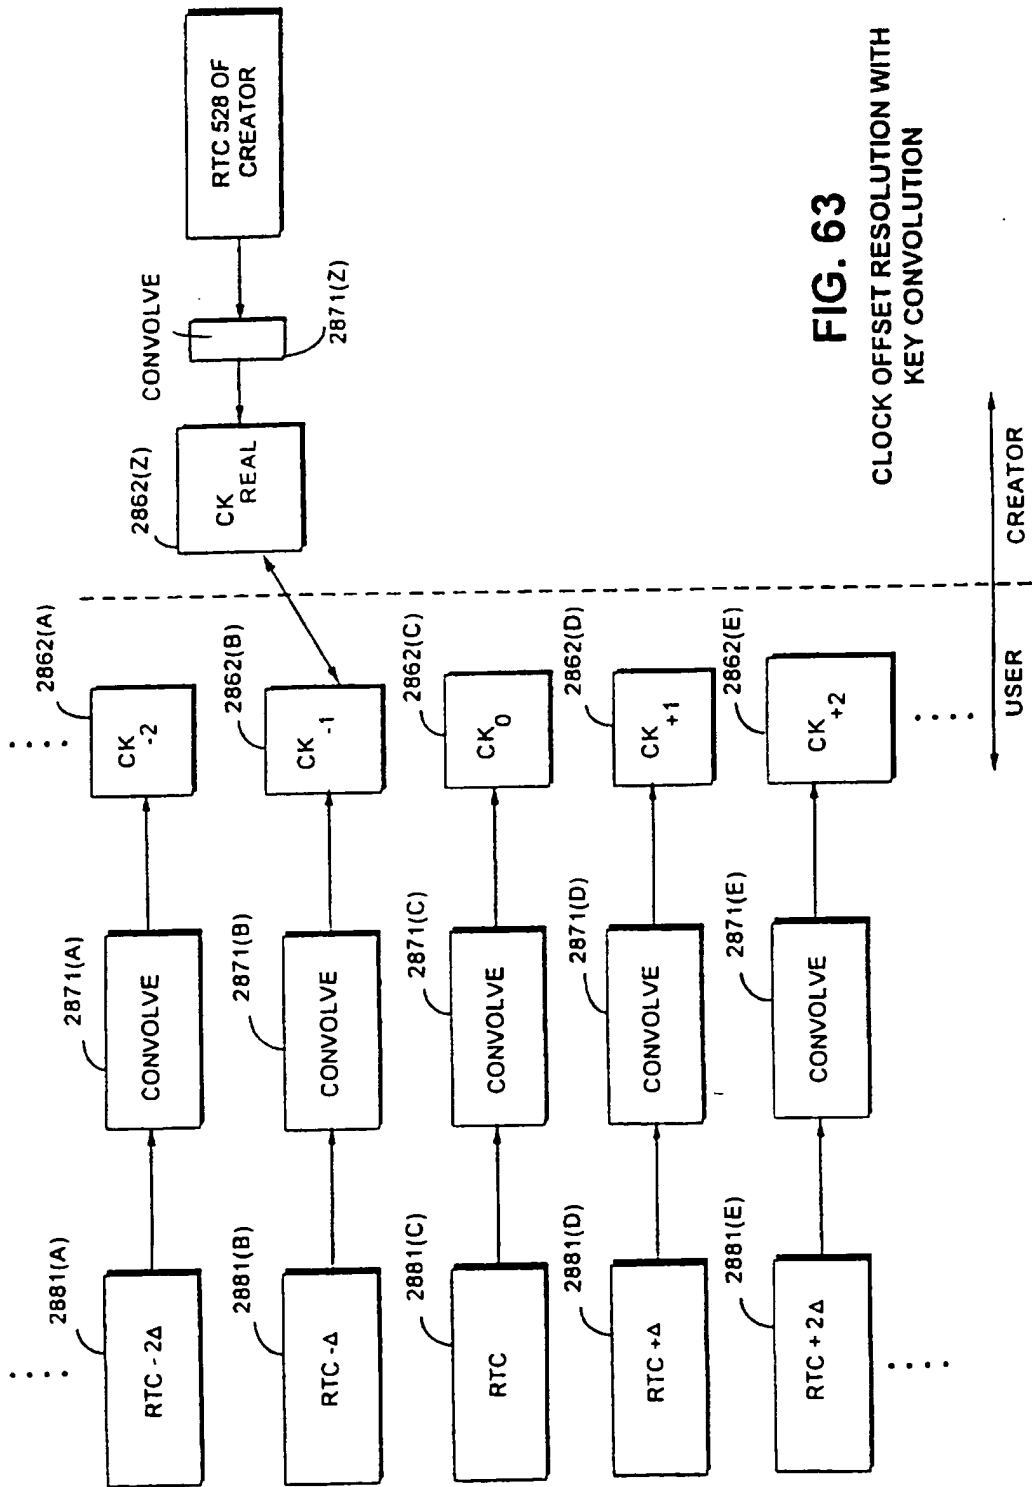 RTC 528 OF
CREATOR
CONVOLVE
2871(Z)
2862(Z)
CK REAL
....
2862(A)
CK -2
2871(A)
CONVOLVE
2881(A)
RTC - 2Δ
....
2862(B)
CK -1
2871(B)
CONVOLVE
2881(B)
RTC -Δ
2862(C)
CK 0
2871(C)
CONVOLVE
2881(C)
RTC
2862(D)
CK +1
2871(D)
CONVOLVE
2881(D)
RTC +Δ
2862(E)
CK +2
2871(E)
CONVOLVE
2881(E)
RTC + 2Δ
....
....
USER
CREATOR
FIG. 63
CLOCK OFFSET RESOLUTION WITH
KEY CONVOLUTION